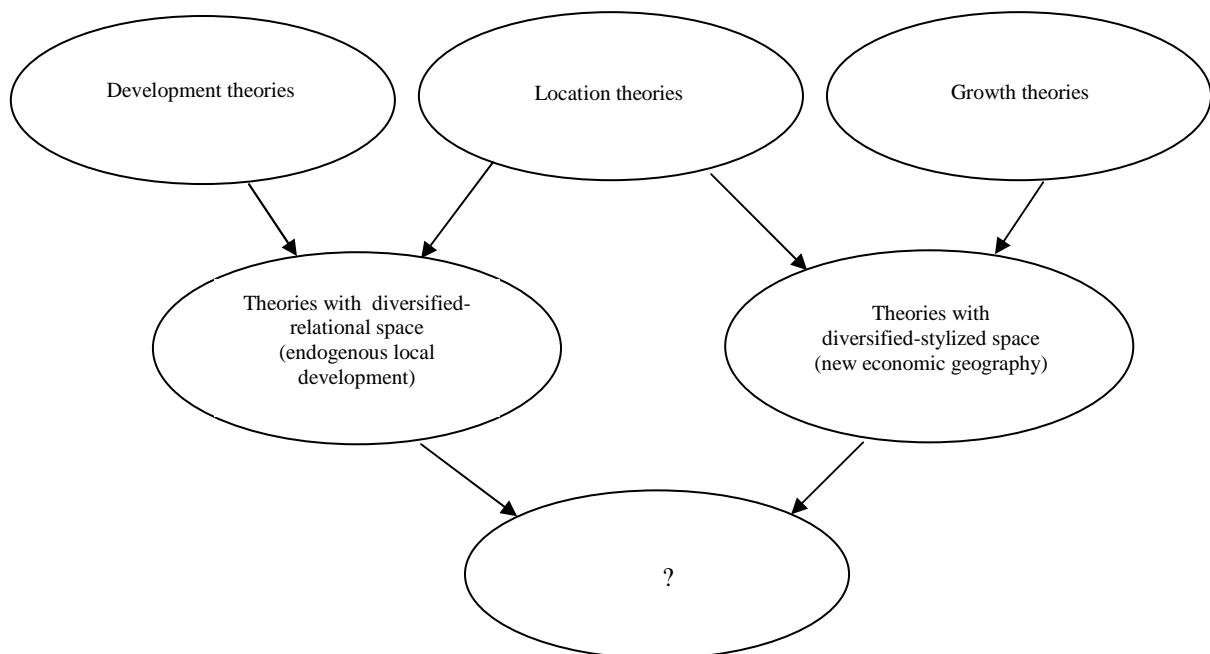 Development theories
Location theories
Growth theories
Theories with diversified-
relational space
(endogenous local
development)
Theories with
diversified-stylized space
(new economic geography)
?